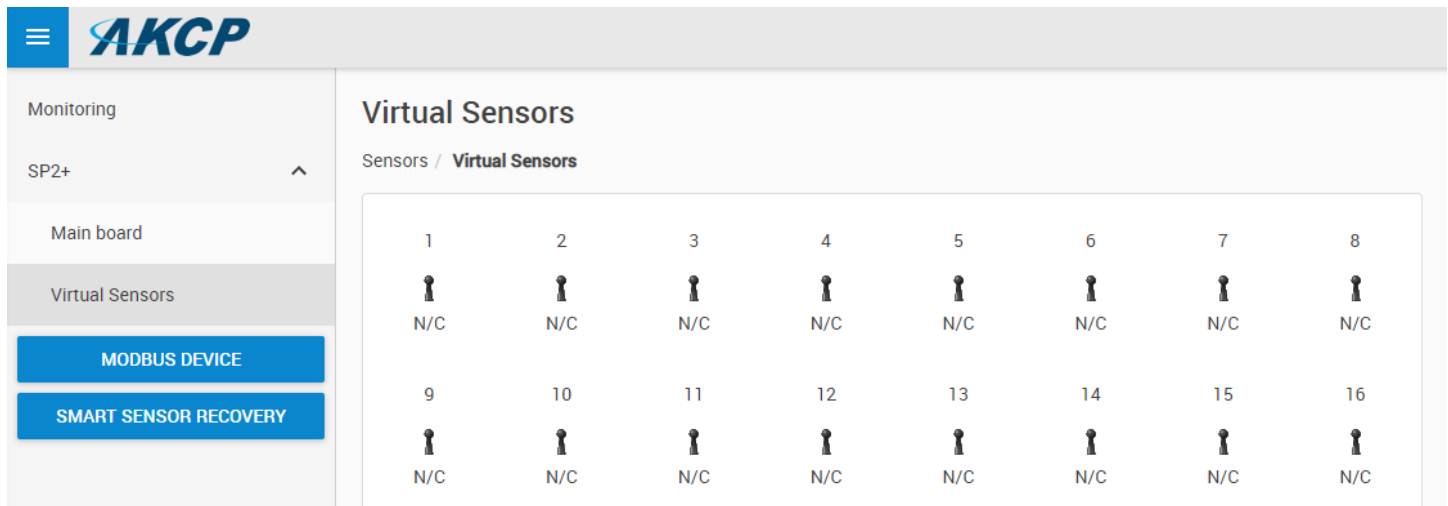 AKCP
Monitoring
SP2+
Main board
Virtual Sensors
MODBUS DEVICE
SMART SENSOR RECOVERY
Virtual Sensors
Sensors / Virtual Sensors
1 2 3 4 5 6 7 8
N/C N/C N/C N/C N/C N/C N/C N/C
9 10 11 12 13 14 15 16
N/C N/C N/C N/C N/C N/C N/C N/C